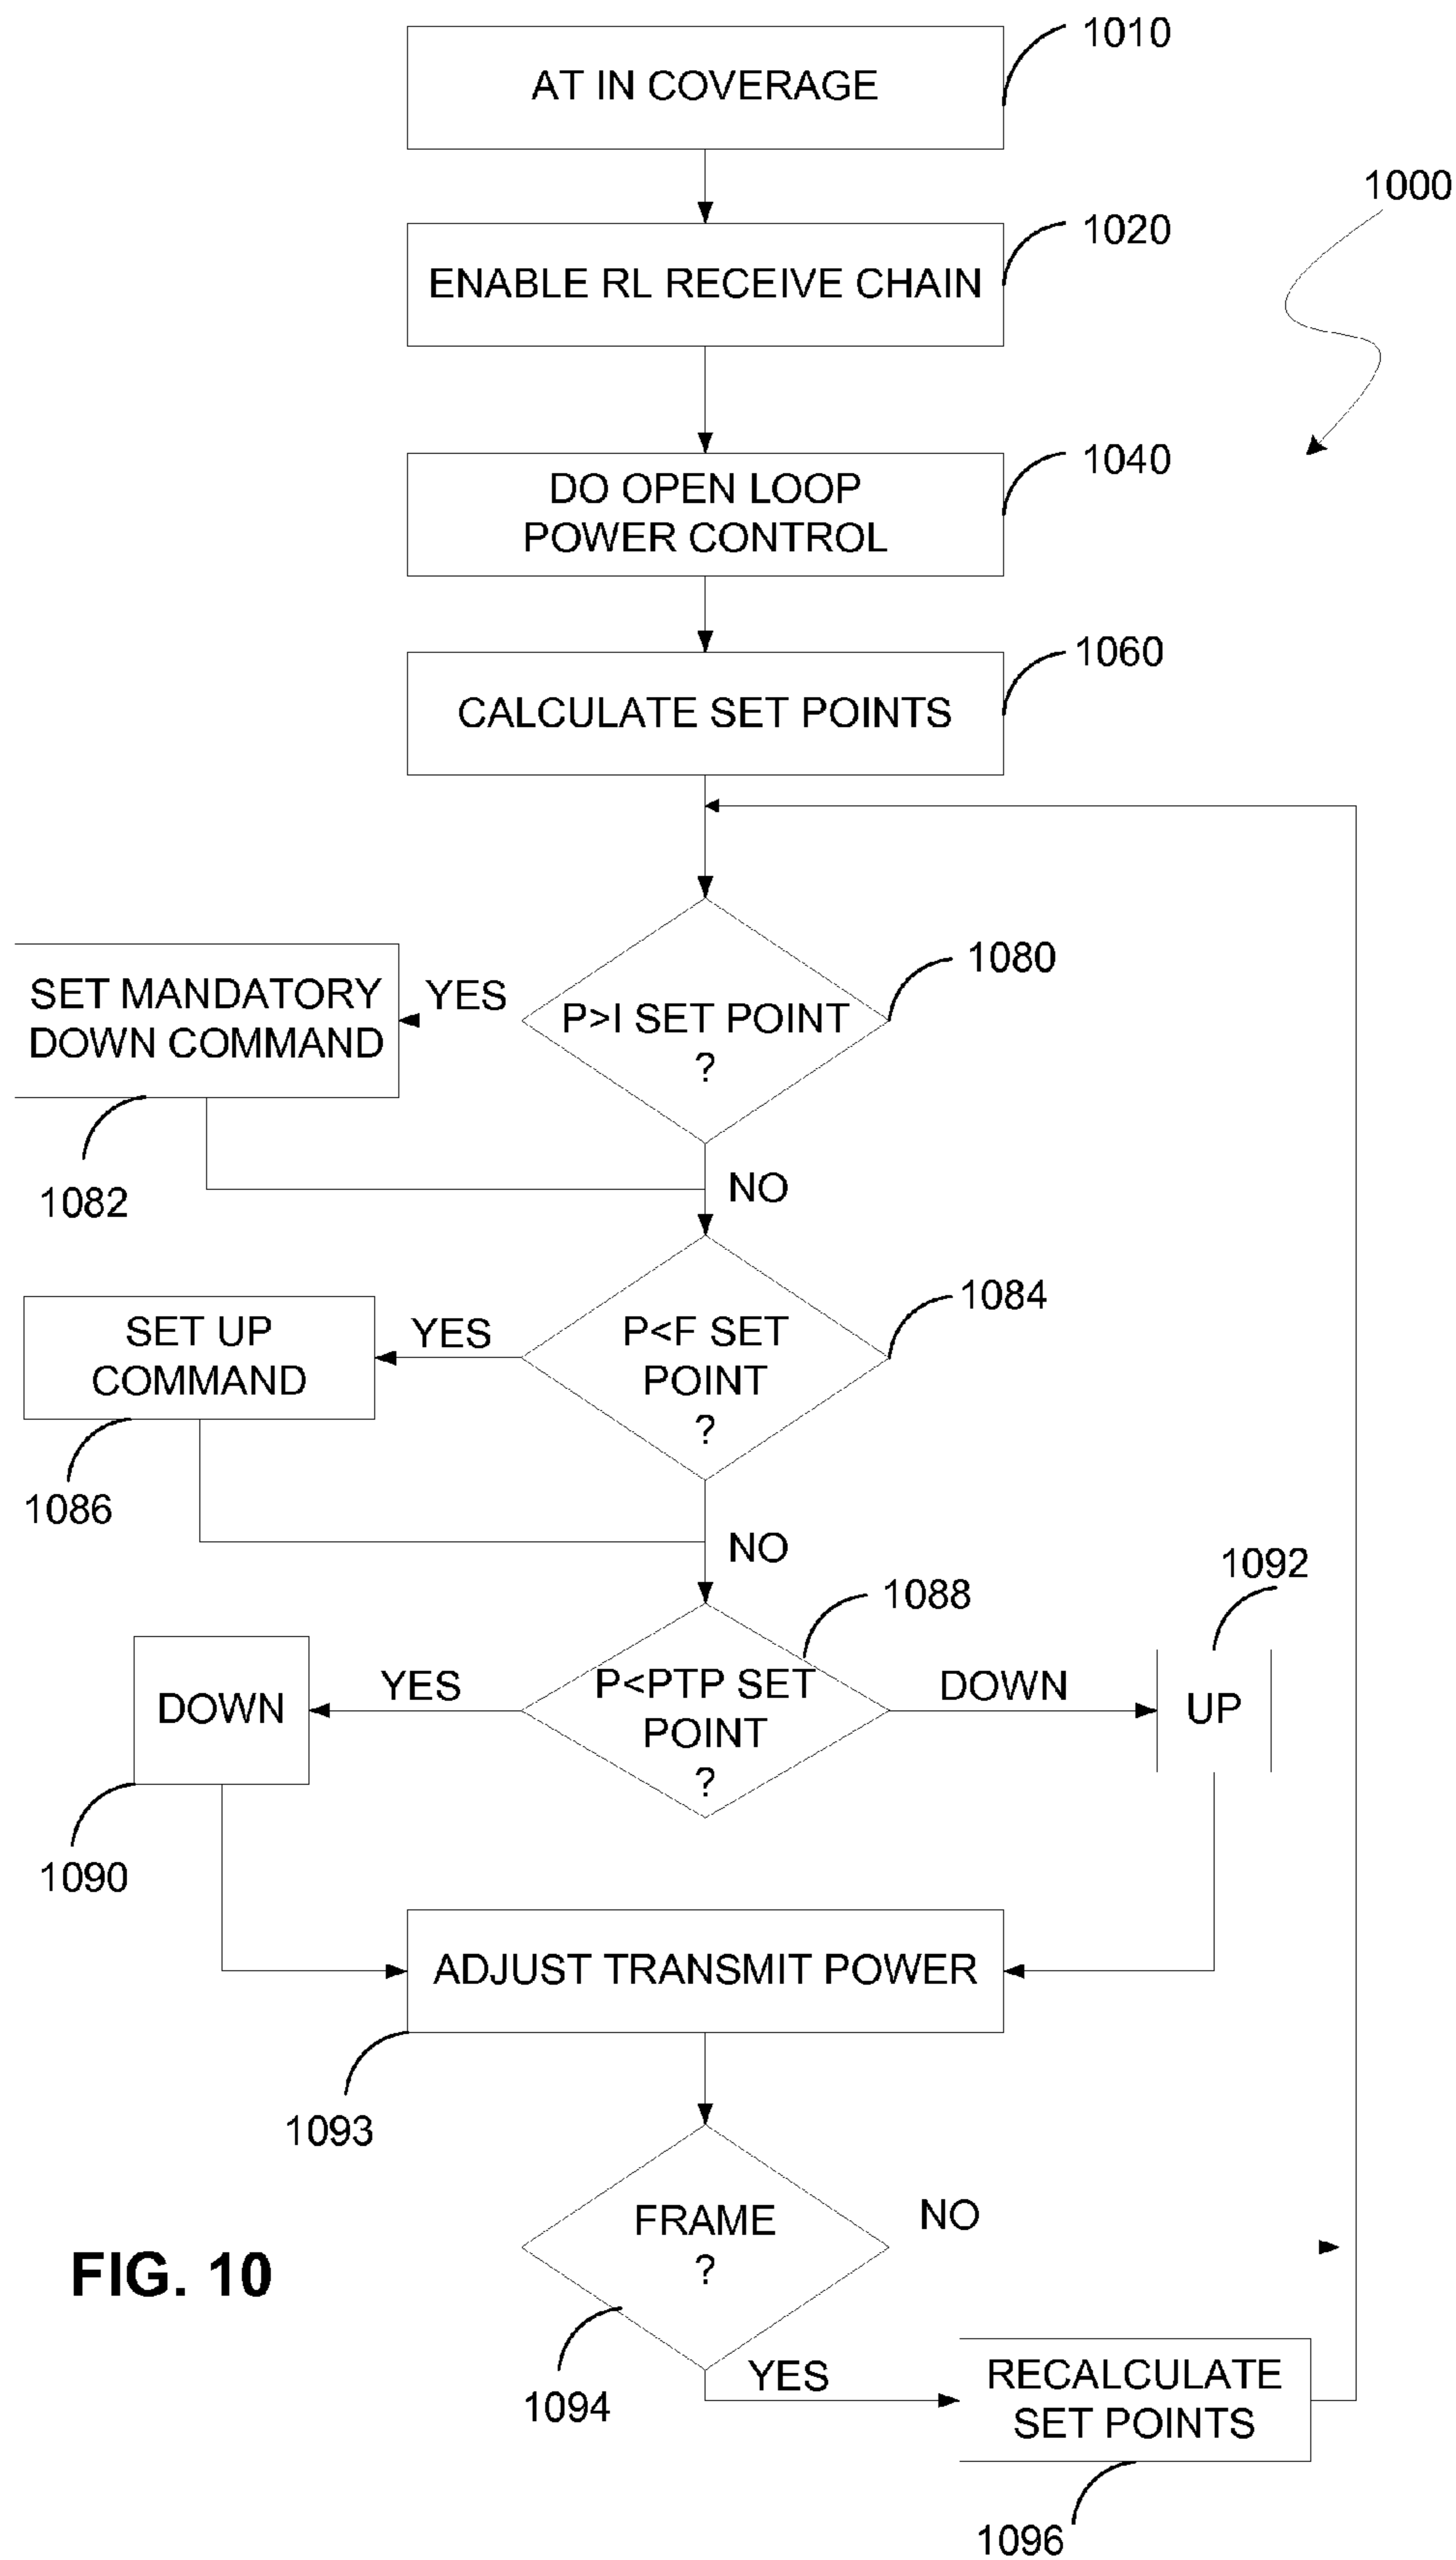 1010
AT IN COVERAGE
1000
1020
ENABLE RL RECEIVE CHAIN
1040
DO OPEN LOOP
POWER CONTROL
1060
CALCULATE SET POINTS
1080
SET MANDATORY
DOWN COMMAND
YES
P>I SET POINT
?
1082
NO
1084
SET UP
COMMAND
YES
P<F SET
POINT
?
1086
NO
1092
1088
DOWN
YES
P<PTP SET
POINT
?
DOWN
UP
1090
ADJUST TRANSMIT POWER
1093
FRAME
?
NO
FIG. 10
YES
RECALCULATE
SET POINTS
1094
1096